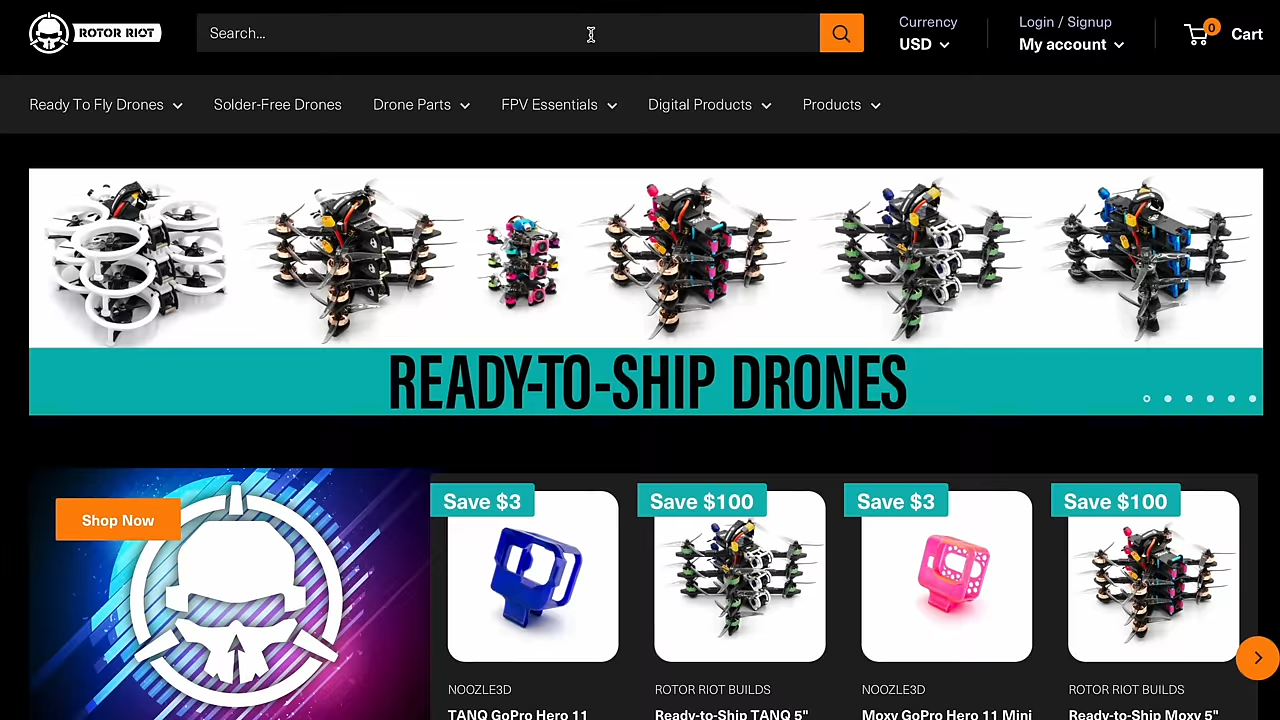 ROTOR RIOT
Search...
Currency
USD
Login / Signup
My account
0
Cart
Ready To Fly Drones
Solder-Free Drones
Drone Parts
FPV Essentials
Digital Products
Products
READY-TO-SHIP DRONES
Shop Now
Save $3
Save $100
Save $3
Save $100
NOOZLE3D
ROTOR RIOT BUILDS
NOOZLE3D
ROTOR RIOT BUILDS
TANQ GoPro Hero 11
Ready-to-Ship TANQ 5"
Moxy GoPro Hero 11 Mini
Ready-to-Ship Moxy 5"